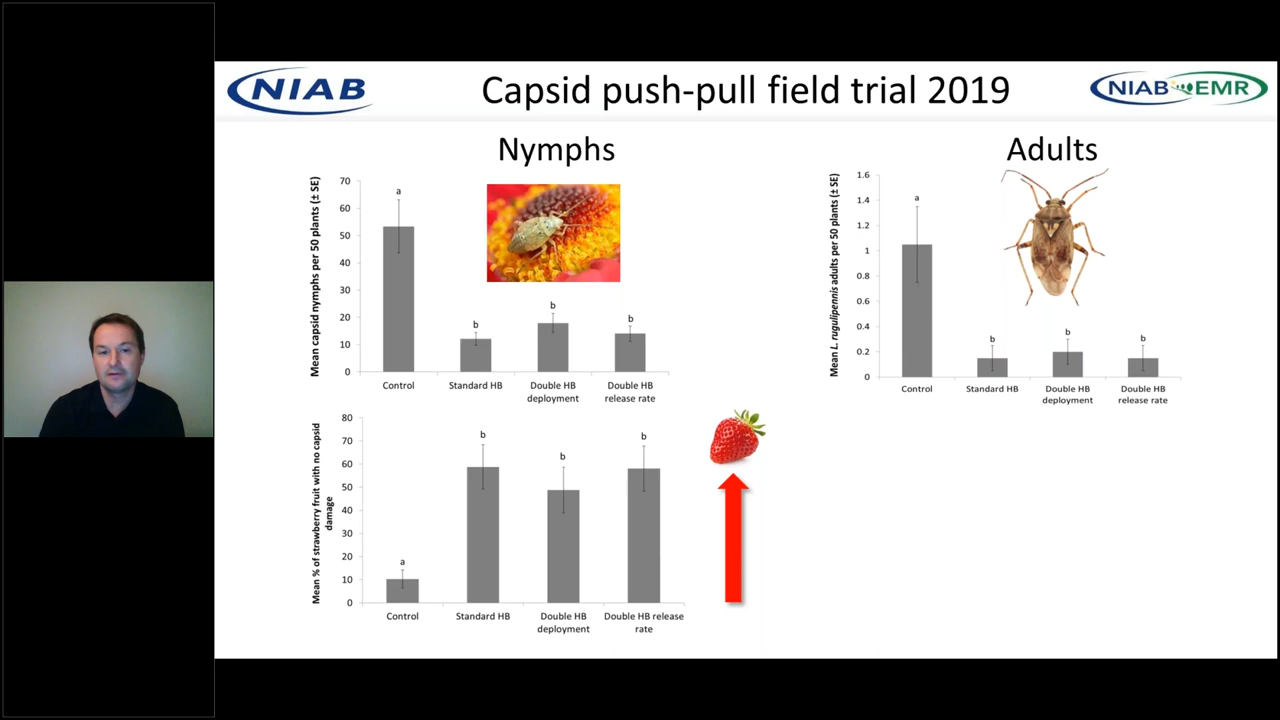 NIAB
Capsid push-pull field trial 2019
NIAB EMR
Nymphs
Adults
Mean capsid nymphs per 50 plants (± SE)
70
60
50
40
30
20
10
0
a
b
b
b
Control
Standard HB
Double HB
deployment
Double HB
release rate
Mean L. rugulipennis adults per 50 plants (± SE)
1.6
1.4
1.2
1
0.8
0.6
0.4
0.2
0
a
b
b
b
Control
Standard HB
Double HB
deployment
Double HB
release rate
Mean % of strawberry fruit with no capsid
damage
80
70
60
50
40
30
20
10
0
a
b
b
b
Control
Standard HB
Double HB
deployment
Double HB release
rate